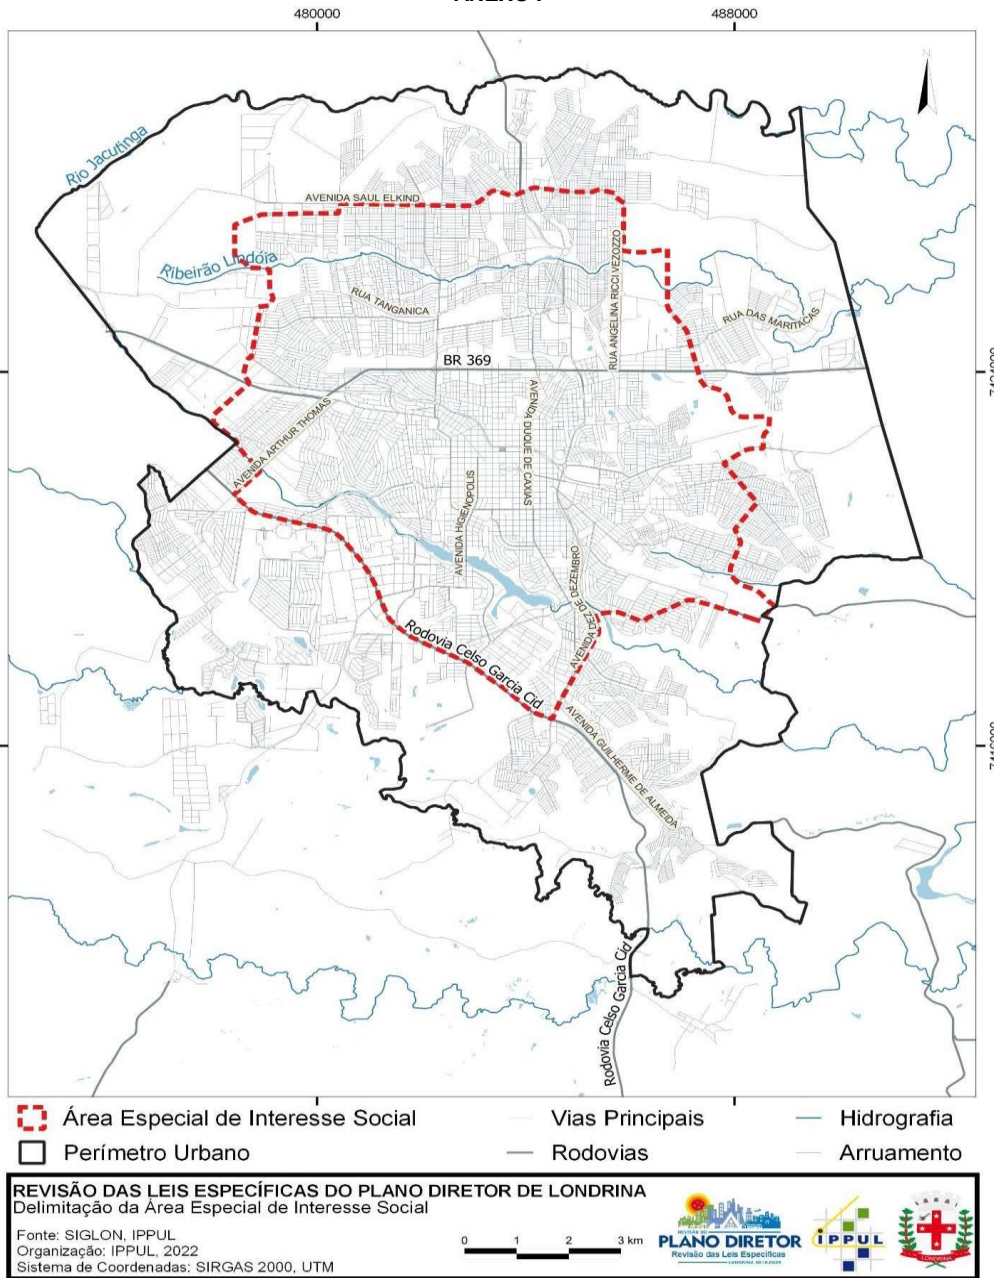 480000
488000
N
Rio Jacutinga
AVENIDA SAUL ELKIND
Ribeirão Lindóia
RUA TANGANICA
RUA ANGELINA RICCI VEZOZZO
RUA DAS MARITACAS
BR 369
AVENIDA ARTHUR THOMAS
AVENIDA DUQUE DE CAXIAS
AVENIDA HIGIENOPOLIS
AVENIDA DEZ DE DEZEMBRO
Rodovia Celso Garcia Cid
AVENIDA GUILHERME DE ALMEIDA
Rodovia Celso Garcia Cid
Área Especial de Interesse Social
Vias Principais
Hidrografia
Perímetro Urbano
Rodovias
Arruamento
REVISÃO DAS LEIS ESPECÍFICAS DO PLANO DIRETOR DE LONDRINA
Delimitação da Área Especial de Interesse Social
Fonte: SIGLON, IPPUL
Organização: IPPUL, 2022
Sistema de Coordenadas: SIRGAS 2000, UTM
0 1 2 3 km
PLANO DIRETOR
Revisão das Leis Específicas
IPPUL
LONDRINA